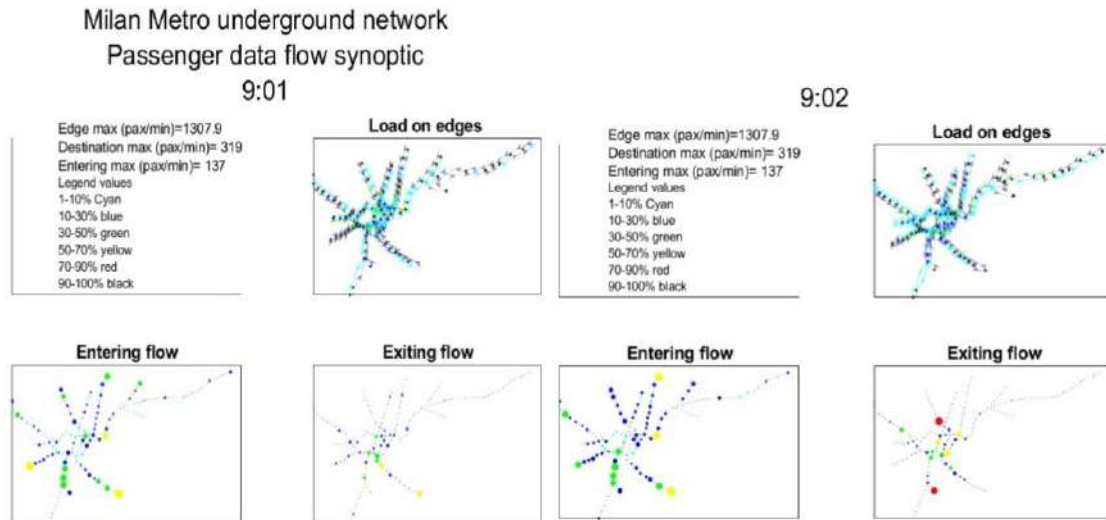 Milan Metro underground network
Passenger data flow synoptic
9:01
Edge max (pax/min)=1307.9
Destination max (pax/min)= 319
Entering max (pax/min)= 137
Legend values
1-10% Cyan
10-30% blue
30-50% green
50-70% yellow
70-90% red
90-100% black
Load on edges
Entering flow
Exiting flow
9:02
Edge max (pax/min)=1307.9
Destination max (pax/min)= 319
Entering max (pax/min)= 137
Legend values
1-10% Cyan
10-30% blue
30-50% green
50-70% yellow
70-90% red
90-100% black
Load on edges
Entering flow
Exiting flow